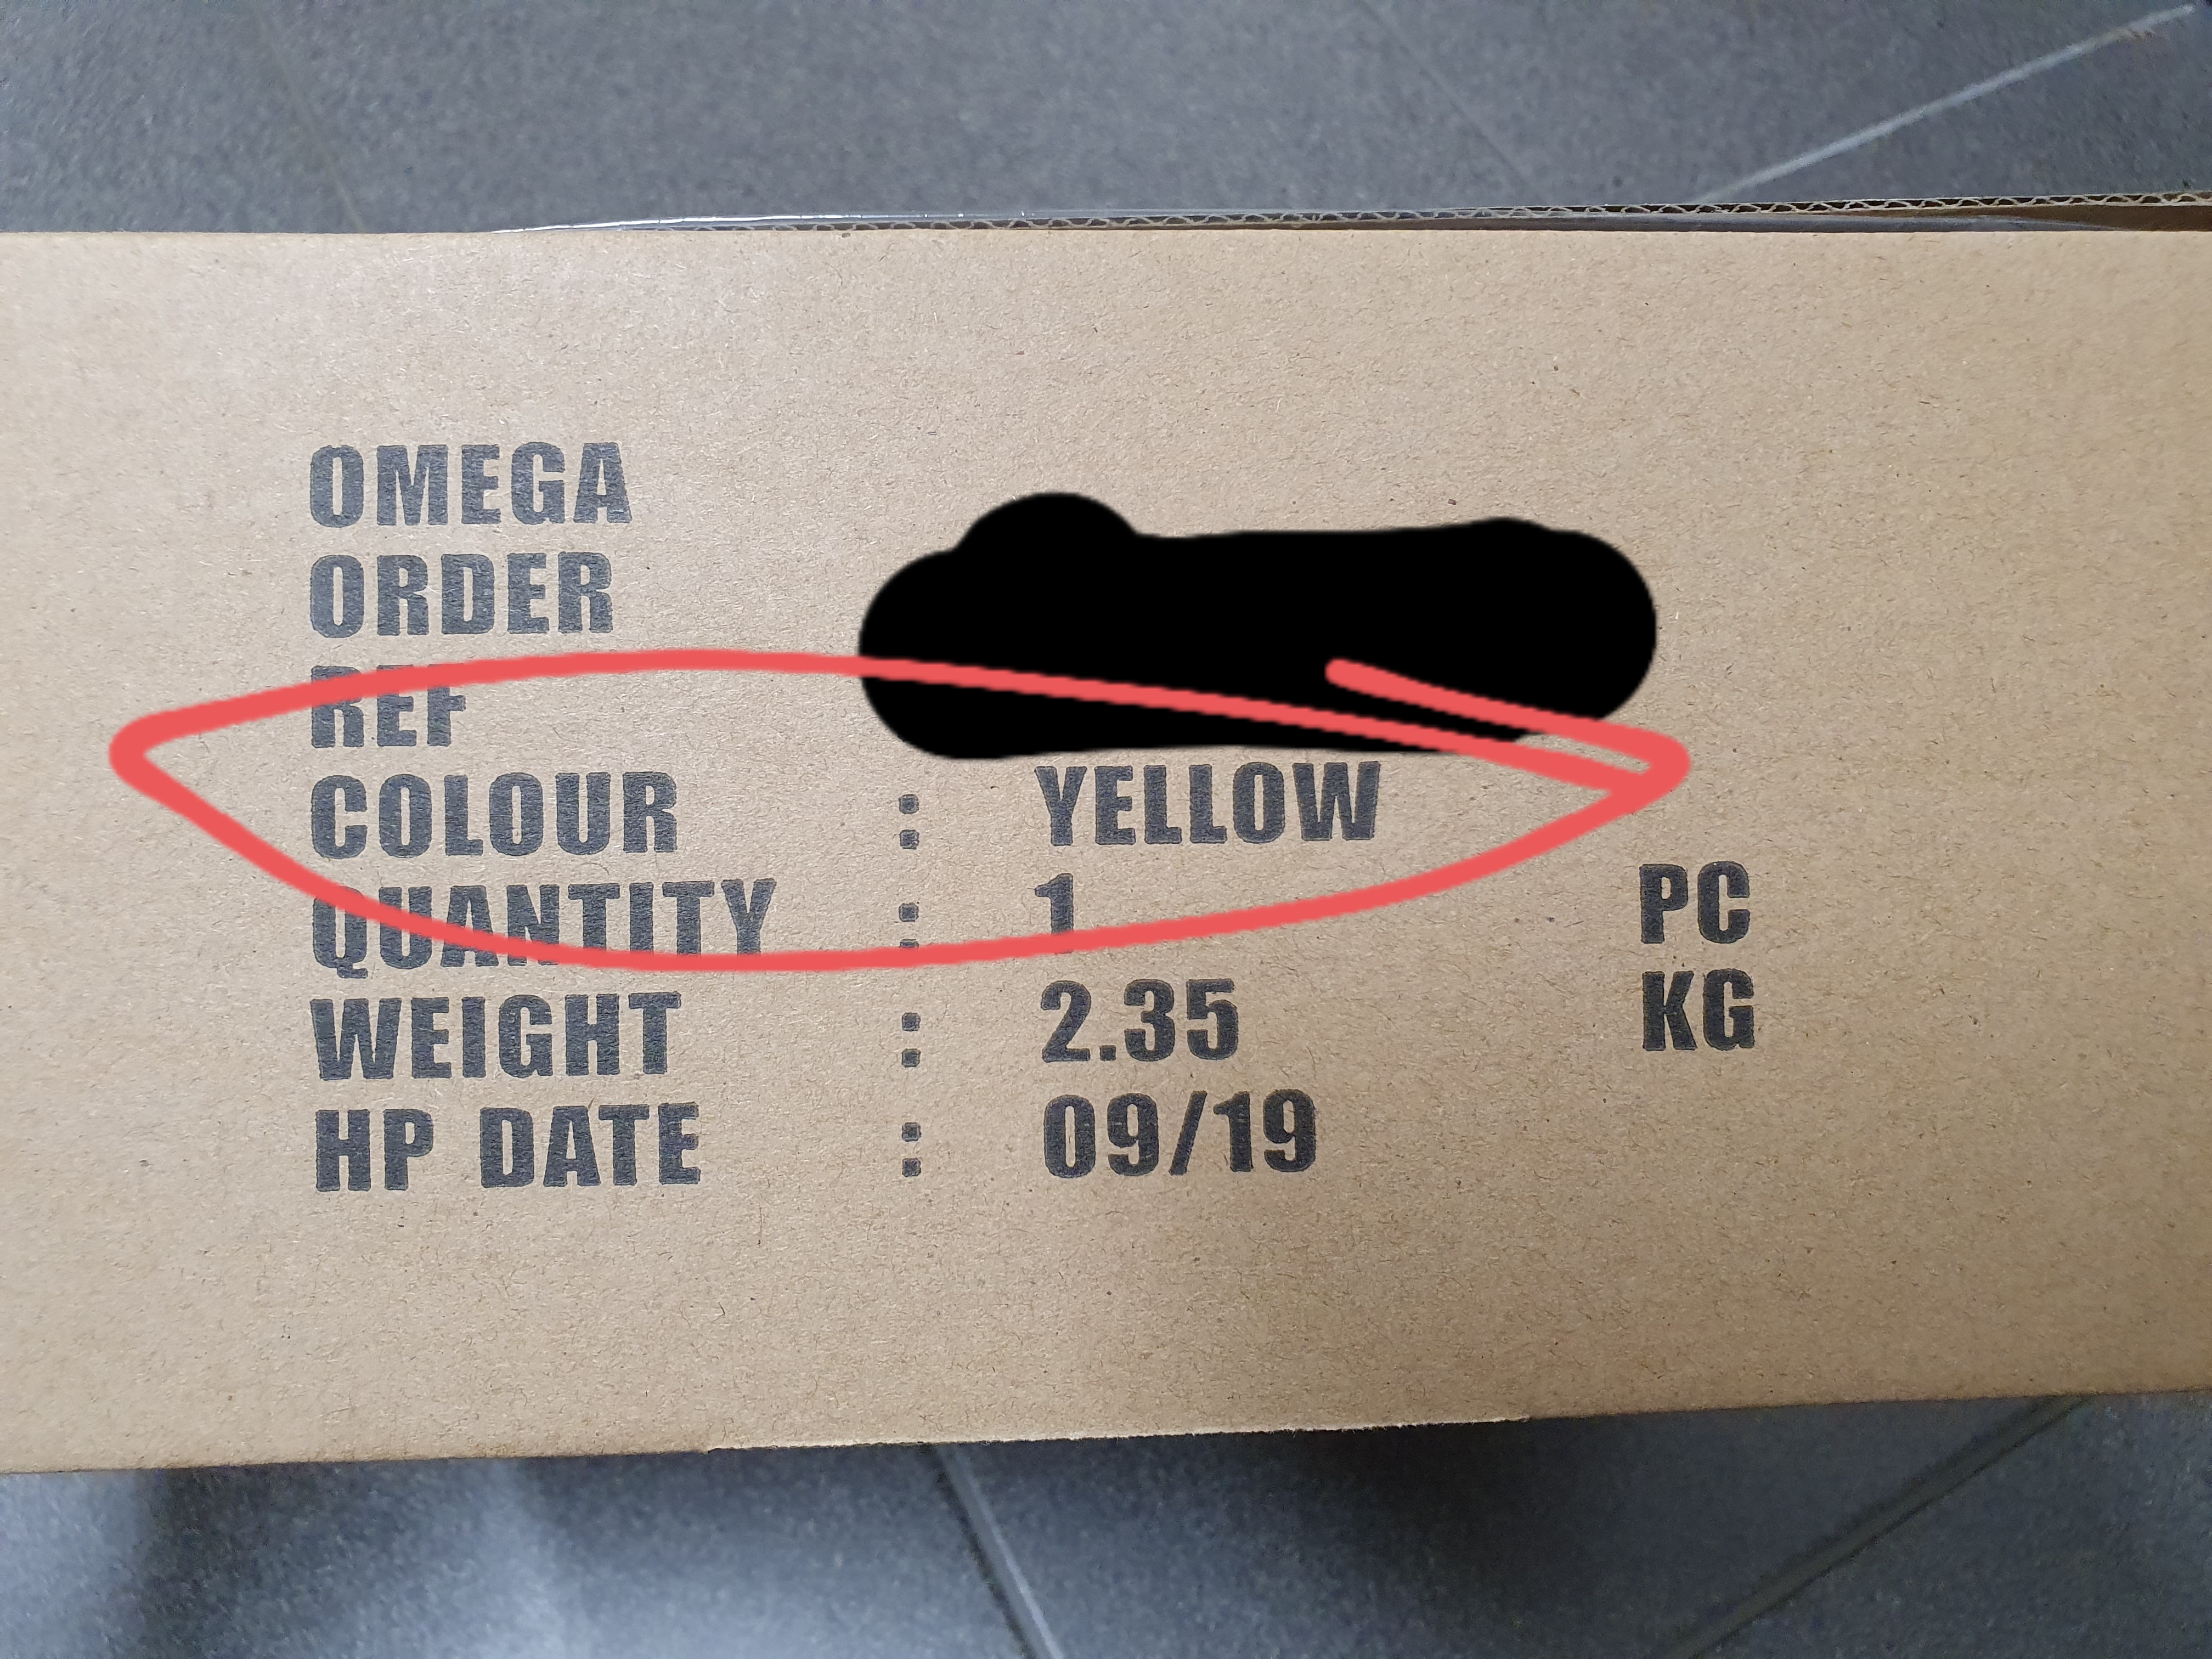 OMEGA
ORDER
REF
COLOUR : YELLOW
QUANTITY : 1 PC
WEIGHT : 2.35 KG
HP DATE : 09/19